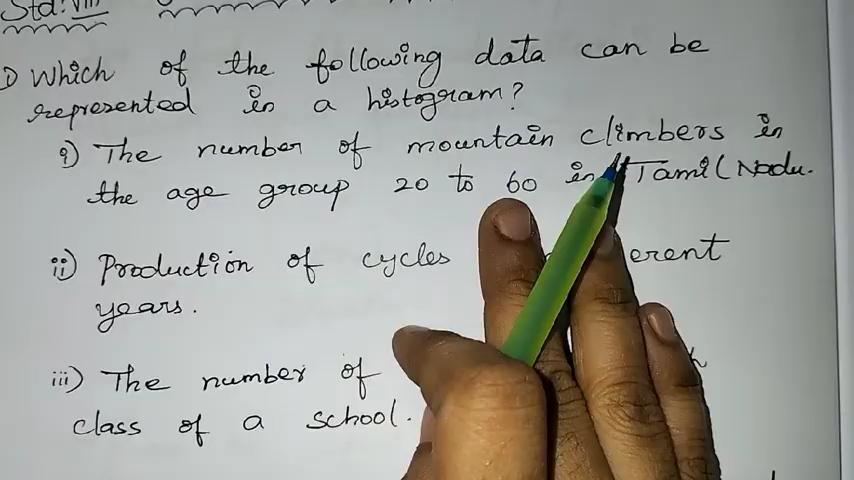 Std: VIII
1) Which of the following data can be
represented in a histogram?
i) The number of mountain climbers in
the age group 20 to 60 in Tamil Nadu.
ii) Production of cycles erent
years.
iii) The number of
class of a school.